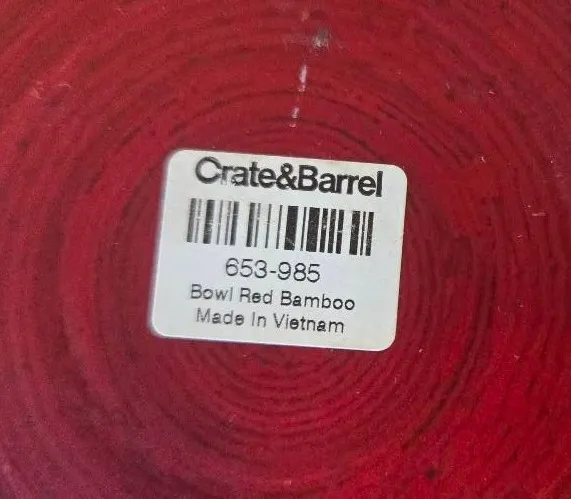 Crate&Barrel
653-985
Bowl Red Bamboo
Made In Vietnam